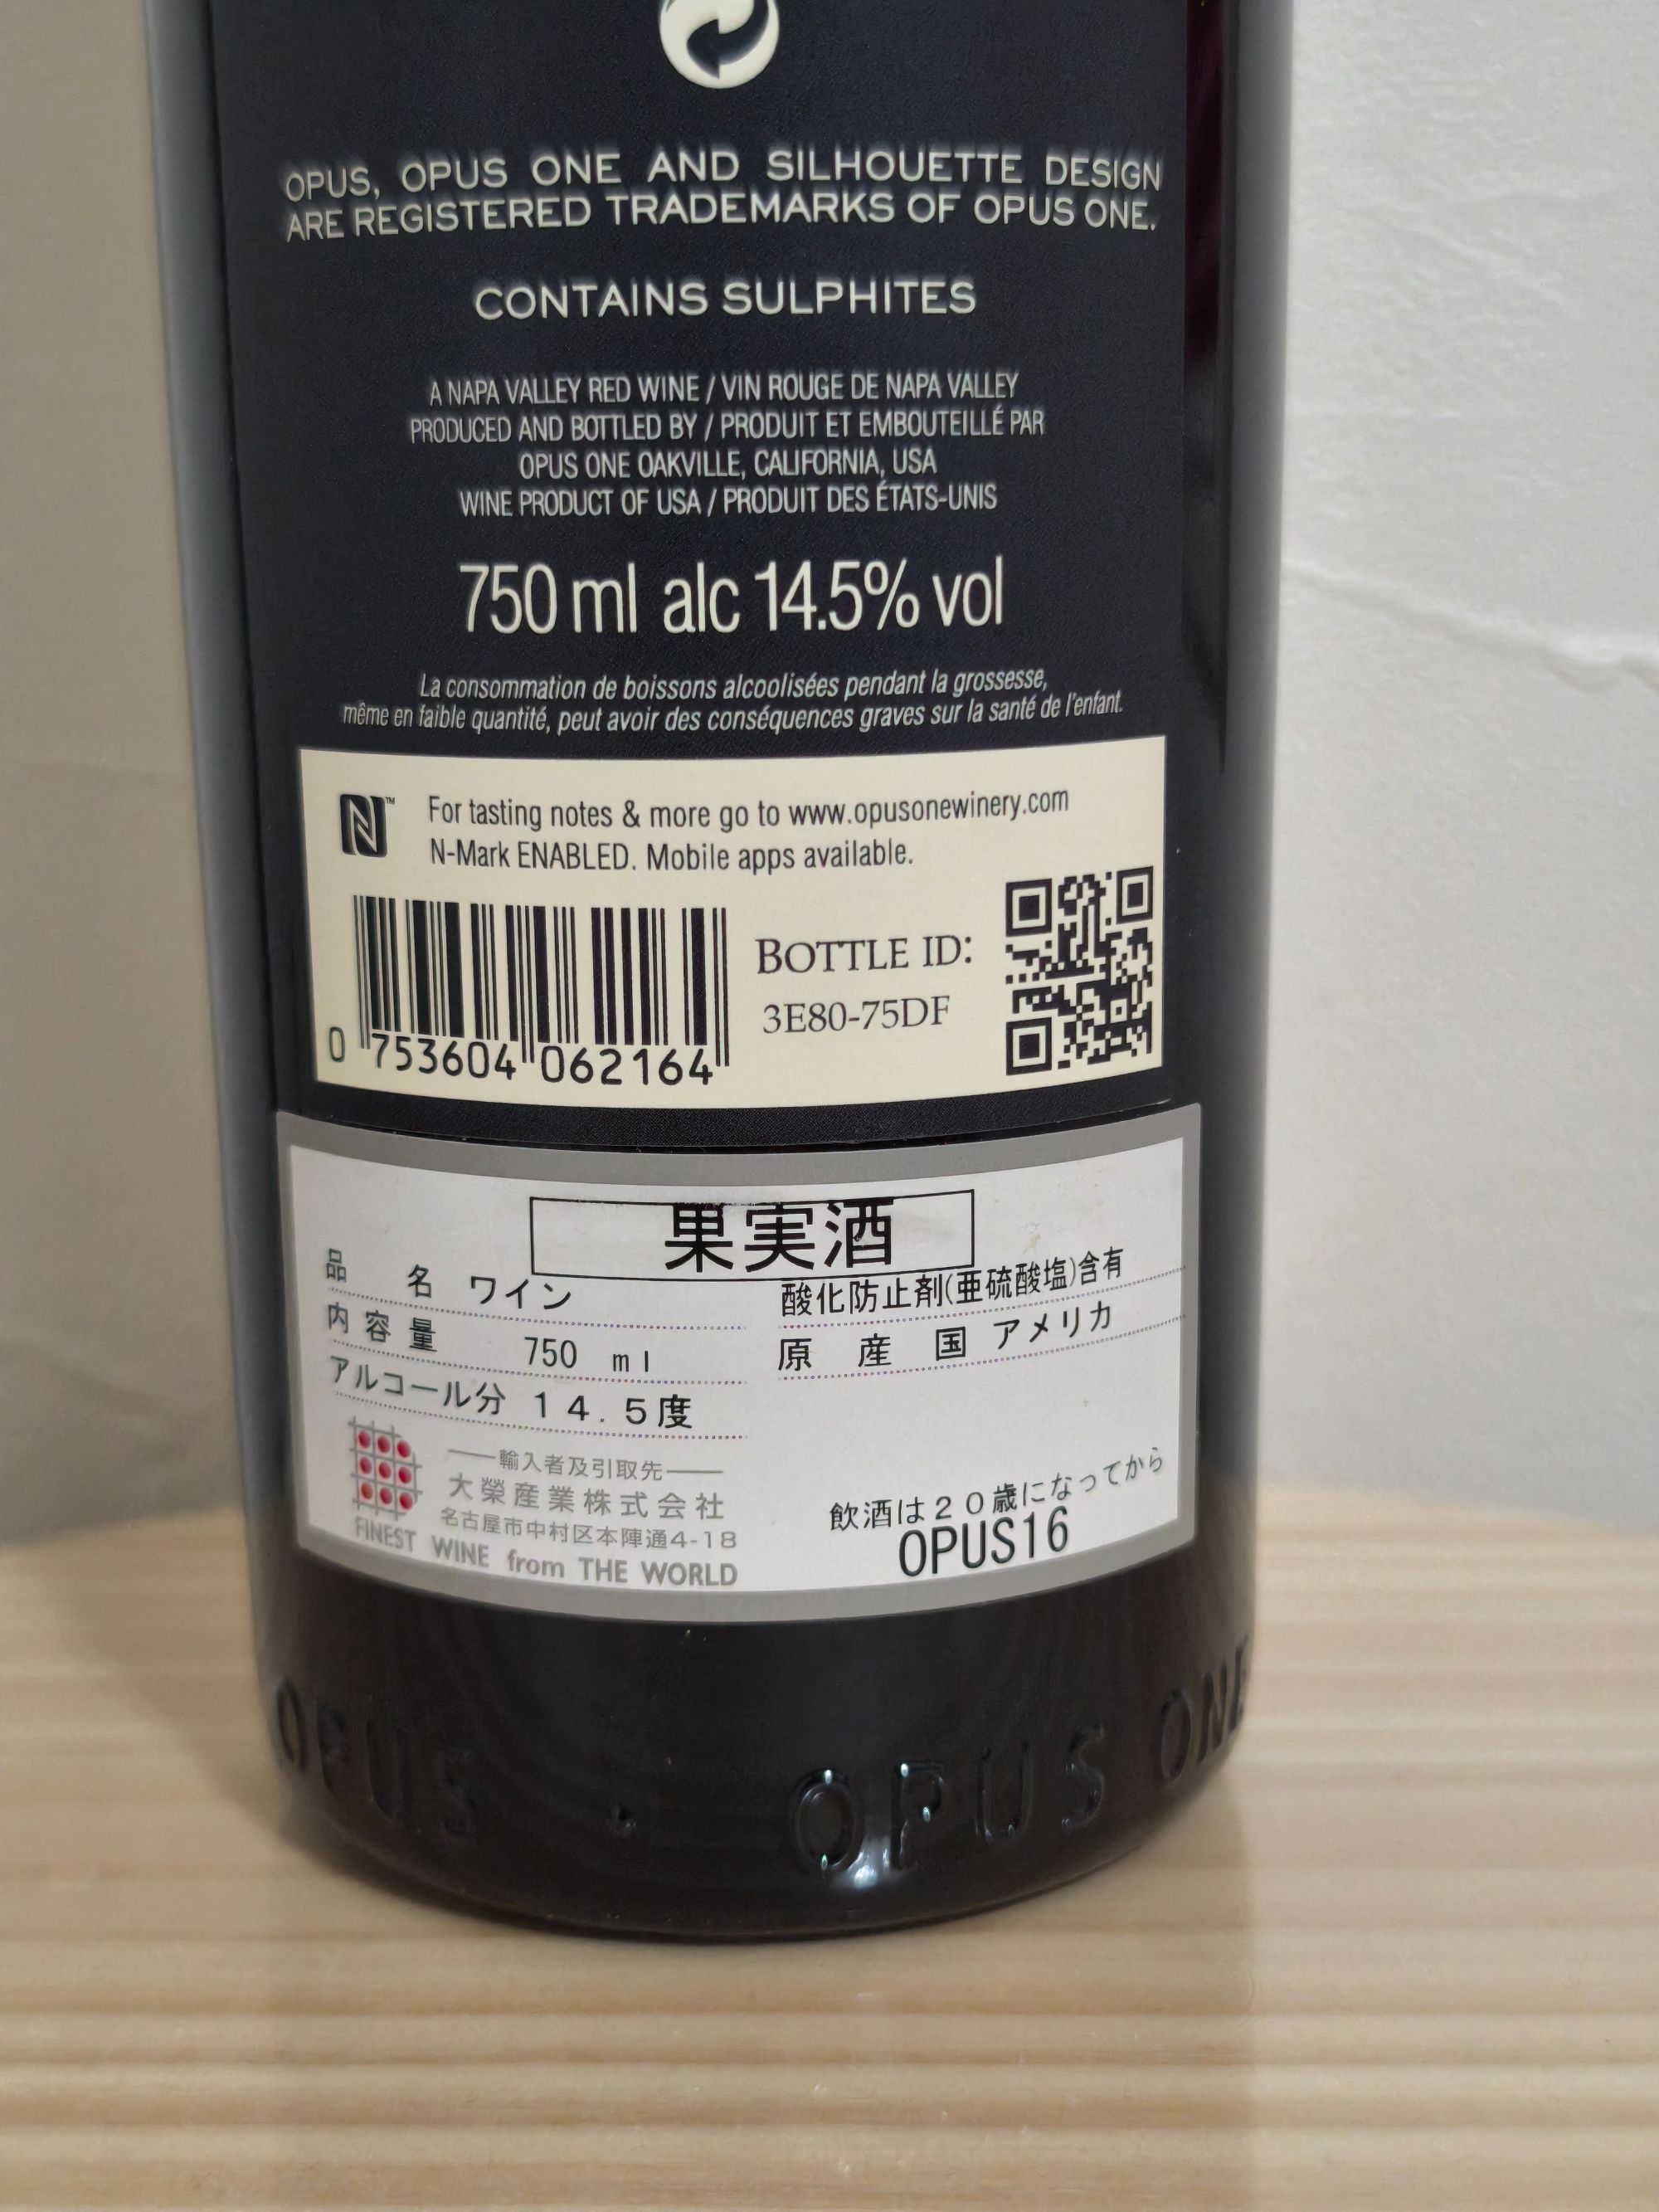 OPUS, OPUS ONE AND SILHOUETTE DESIGN
ARE REGISTERED TRADEMARKS OF OPUS ONE.
CONTAINS SULPHITES
A NAPA VALLEY RED WINE / VIN ROUGE DE NAPA VALLEY
PRODUCED AND BOTTLED BY / PRODUIT ET EMBOUTEILLÉ PAR
OPUS ONE OAKVILLE, CALIFORNIA, USA
WINE PRODUCT OF USA / PRODUIT DES ÉTATS-UNIS
750 ml alc 14.5% vol
La consommation de boissons alcoolisées pendant la grossesse,
même en faible quantité, peut avoir des conséquences graves sur la santé de l'enfant.
N™
For tasting notes & more go to www.opusonewinery.com
N-Mark ENABLED. Mobile apps available.
BOTTLE ID:
3E80-75DF
0 753604 062164
果実酒
品名 ワイン
内容量 750 ml
アルコール分 14.5度
酸化防止剤(亜硫酸塩)含有
原産国 アメリカ
輸入者及引取先
大榮産業株式会社
名古屋市中村区本陣通4-18
FINEST WINE from THE WORLD
飲酒は20歳になってから
OPUS16
OPUS · OPUS ONE